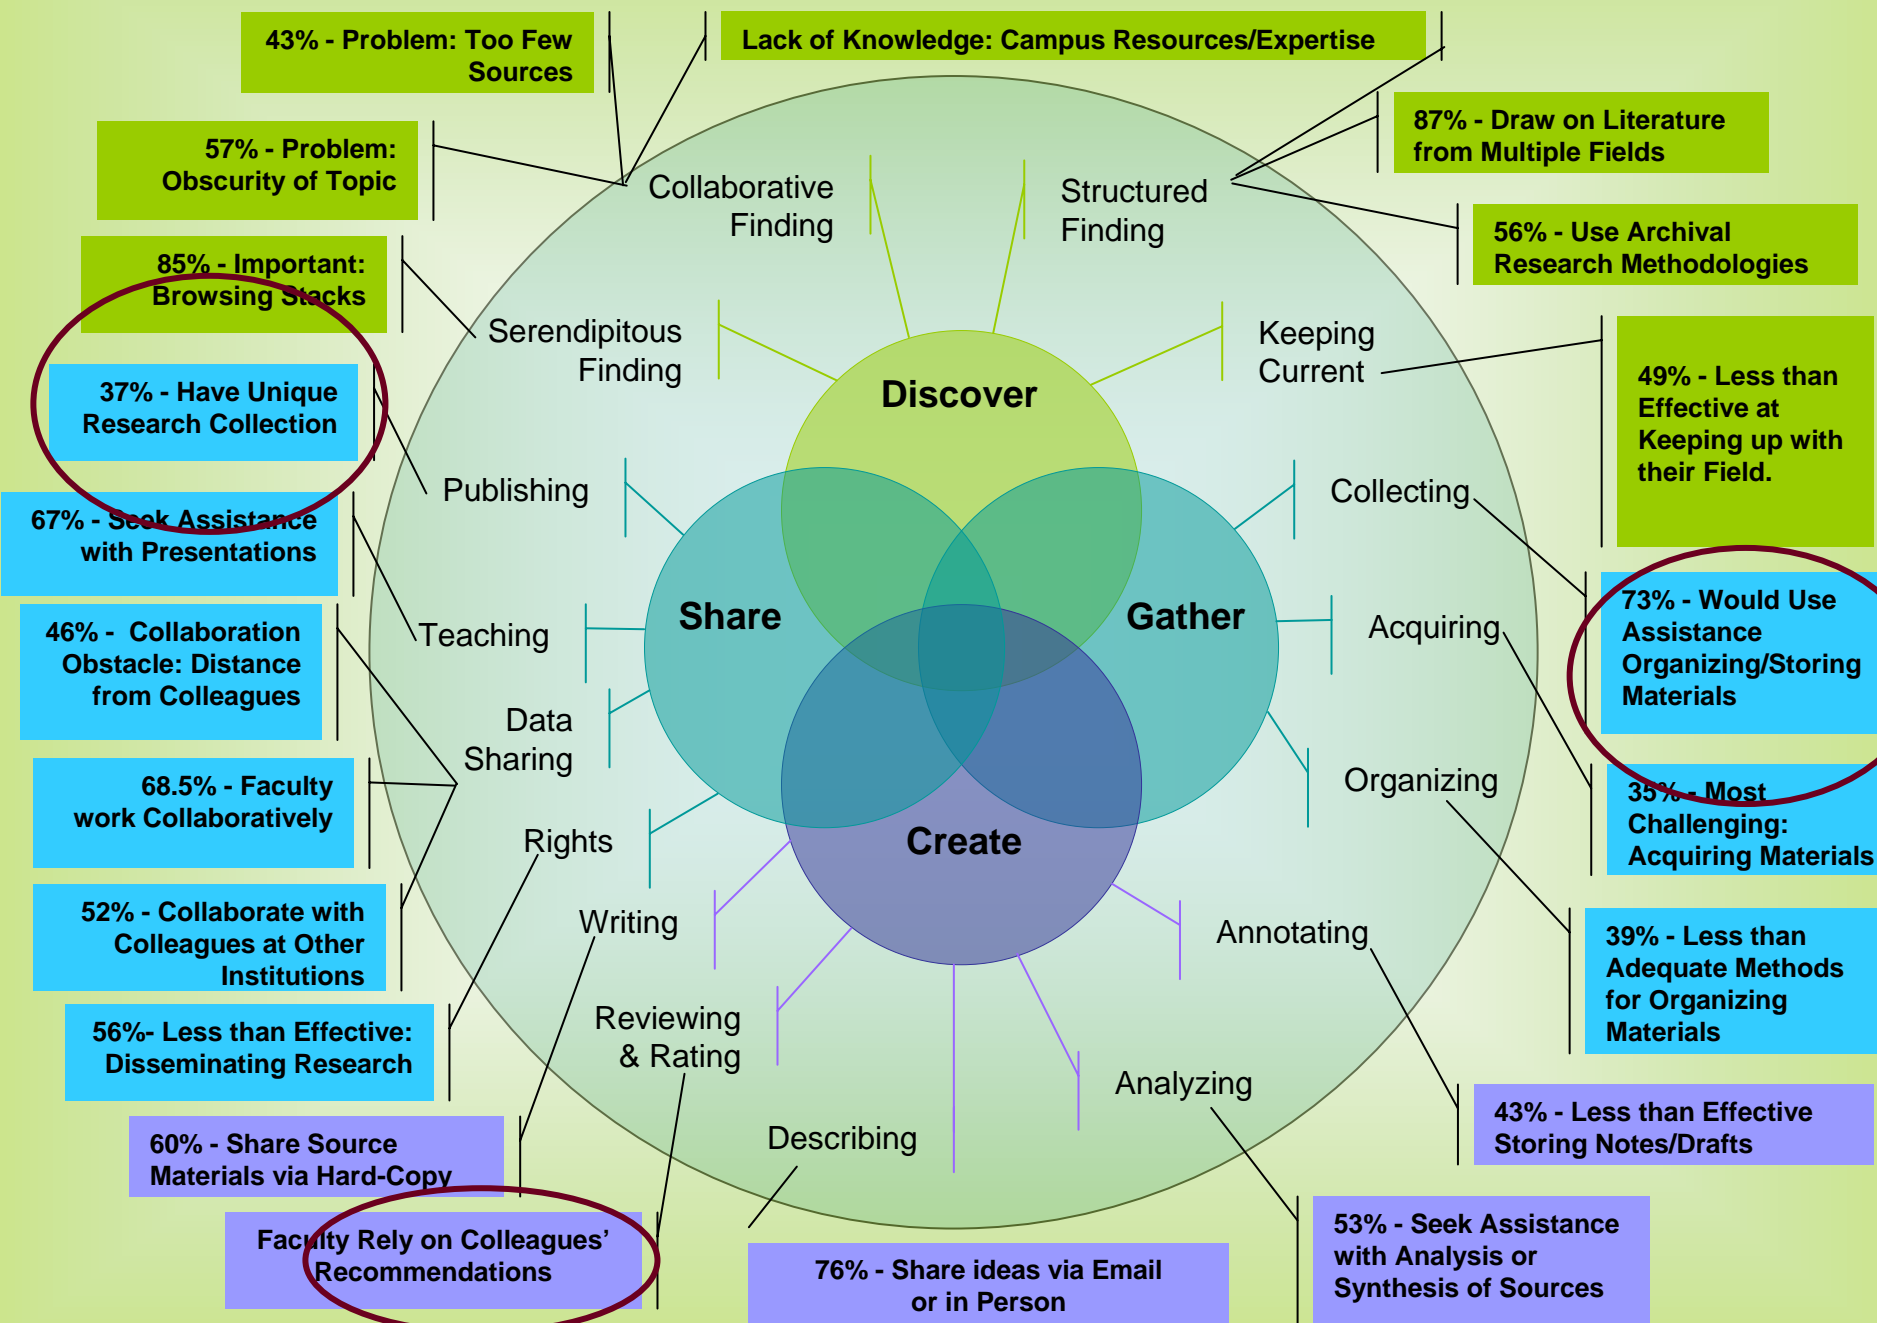 43% - Problem: Too Few
Sources
Lack of Knowledge: Campus Resources/Expertise
87% - Draw on Literature
from Multiple Fields
57% - Problem:
Obscurity of Topic
Collaborative
Finding
Structured
Finding
56% - Use Archival
Research Methodologies
85% - Important:
Browsing Stacks
Serendipitous
Finding
Keeping
Current
49% - Less than
Effective at
Keeping up with
their Field.
Discover
37% - Have Unique
Research Collection
Publishing
Collecting
67% - Seek Assistance
with Presentations
Share
Gather
73% - Would Use
Assistance
Organizing/Storing
Materials
Teaching
Acquiring
46% -  Collaboration
Obstacle: Distance
from Colleagues
Data
Sharing
Organizing
68.5% - Faculty
work Collaboratively
35% - Most
Challenging:
Acquiring Materials
Rights
Create
52% - Collaborate with
Colleagues at Other
Institutions
Writing
Annotating
39% - Less than
Adequate Methods
for Organizing
Materials
56%- Less than Effective:
Disseminating Research
Reviewing
& Rating
Analyzing
43% - Less than Effective
Storing Notes/Drafts
60% - Share Source
Materials via Hard-Copy
Describing
Faculty Rely on Colleagues’
Recommendations
76% - Share ideas via Email
or in Person
53% - Seek Assistance
with Analysis or
Synthesis of Sources